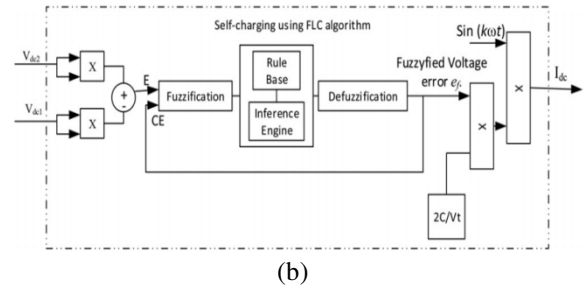 Self-charging using FLC algorithm
Sin (kωt)
V_dc2
X
E
Fuzzification
Rule
Base
Inference
Engine
Defuzzification
Fuzzyfied Voltage
error e_f.
I_dc
X
X
+
-
V_dc1
X
CE
2C/Vt
(b)